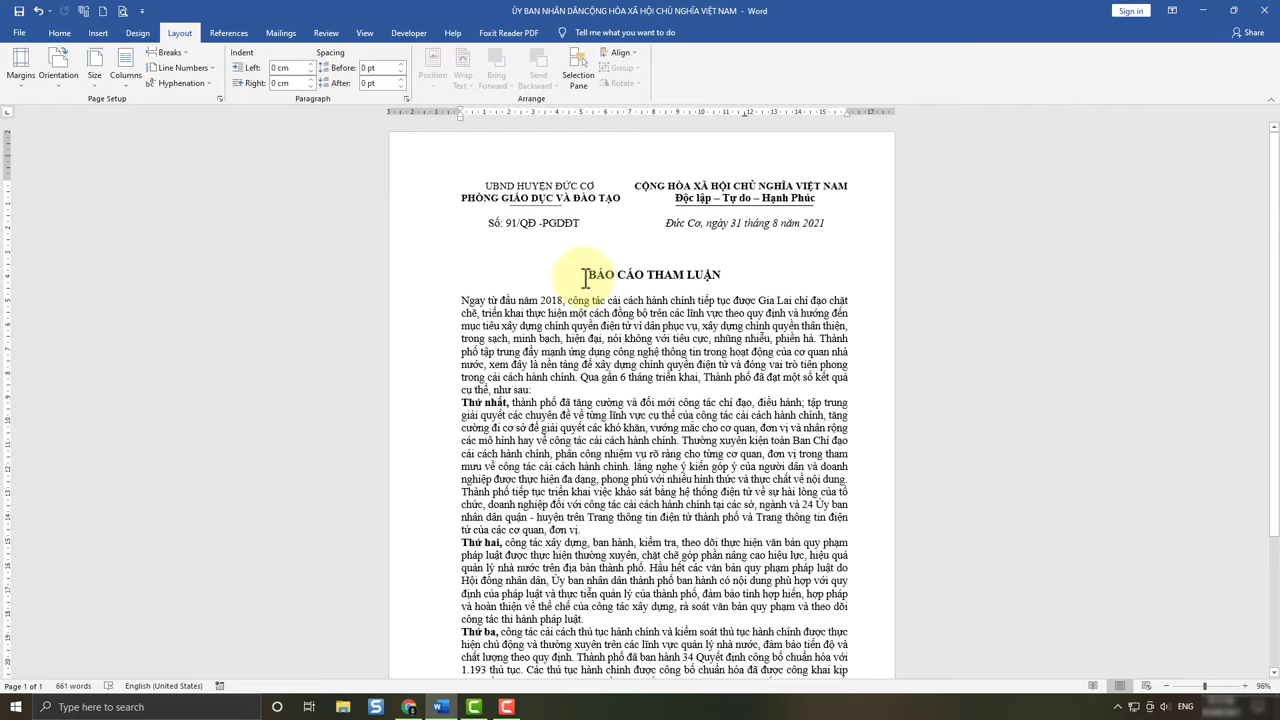 ỦY BAN NHÂN DÂNCỘNG HÒA XÃ HỘI CHỦ NGHĨA VIỆT NAM - Word
Sign in
File Home Insert Design Layout References Mailings Review View Developer Help Foxit Reader PDF Tell me what you want to do Share
Margins Orientation Size Columns
Breaks
Line Numbers
Hyphenation
Page Setup
Indent Spacing
Left: 0 cm Before: 0 pt
Right: 0 cm After: 0 pt
Paragraph
Position Wrap Text Bring Forward Send Backward Selection Pane
Align
Group
Rotate
Arrange
UBND HUYỆN ĐỨC CƠ
PHÒNG GIÁO DỤC VÀ ĐÀO TẠO
Số: 91/QĐ -PGDĐT
CỘNG HÒA XÃ HỘI CHỦ NGHĨA VIỆT NAM
Độc lập – Tự do – Hạnh Phúc
Đức Cơ, ngày 31 tháng 8 năm 2021
BÁO CÁO THAM LUẬN
Ngay từ đầu năm 2018, công tác cải cách hành chính tiếp tục được Gia Lai chỉ đạo chặt
chẽ, triển khai thực hiện một cách đồng bộ trên các lĩnh vực theo quy định và hướng đến
mục tiêu xây dựng chính quyền điện tử vì dân phục vụ, xây dựng chính quyền thân thiện,
trong sạch, minh bạch, hiện đại, nói không với tiêu cực, nhũng nhiễu, phiền hà. Thành
phố tập trung đẩy mạnh ứng dụng công nghệ thông tin trong hoạt động của cơ quan nhà
nước, xem đây là nền tảng để xây dựng chính quyền điện tử và đóng vai trò tiên phong
trong cải cách hành chính. Qua gần 6 tháng triển khai, Thành phố đã đạt một số kết quả
cụ thể, như sau:
Thứ nhất, thành phố đã tăng cường và đổi mới công tác chỉ đạo, điều hành; tập trung
giải quyết các chuyên đề về từng lĩnh vực cụ thể của công tác cải cách hành chính, tăng
cường đi cơ sở để giải quyết các khó khăn, vướng mắc cho cơ quan, đơn vị và nhân rộng
các mô hình hay về công tác cải cách hành chính. Thường xuyên kiện toàn Ban Chỉ đạo
cải cách hành chính, phân công nhiệm vụ rõ ràng cho từng cơ quan, đơn vị trong tham
mưu về công tác cải cách hành chính. lắng nghe ý kiến góp ý của người dân và doanh
nghiệp được thực hiện đa dạng, phong phú với nhiều hình thức và thực chất về nội dung.
Thành phố tiếp tục triển khai việc khảo sát bằng hệ thống điện tử về sự hài lòng của tổ
chức, doanh nghiệp đối với công tác cải cách hành chính tại các sở, ngành và 24 Ủy ban
nhân dân quận - huyện trên Trang thông tin điện tử thành phố và Trang thông tin điện
tử của các cơ quan, đơn vị.
Thứ hai, công tác xây dựng, ban hành, kiểm tra, theo dõi thực hiện văn bản quy phạm
pháp luật được thực hiện thường xuyên, chặt chẽ góp phần nâng cao hiệu lực, hiệu quả
quản lý nhà nước trên địa bàn thành phố. Hầu hết các văn bản quy phạm pháp luật do
Hội đồng nhân dân, Ủy ban nhân dân thành phố ban hành có nội dung phù hợp với quy
định của pháp luật và thực tiễn quản lý của thành phố, đảm bảo tính hợp hiến, hợp pháp
và hoàn thiện về thể chế của công tác xây dựng, rà soát văn bản quy phạm và theo dõi
công tác thi hành pháp luật.
Thứ ba, công tác cải cách thủ tục hành chính và kiểm soát thủ tục hành chính được thực
hiện chủ động và thường xuyên trên các lĩnh vực quản lý nhà nước, đảm bảo tiến độ và
chất lượng theo quy định. Thành phố đã ban hành 34 Quyết định công bố chuẩn hóa với
1.193 thủ tục. Các thủ tục hành chính được công bố chuẩn hóa đã được công khai kịp
Page 1 of 1 661 words English (United States) 96%
Type here to search
ENG